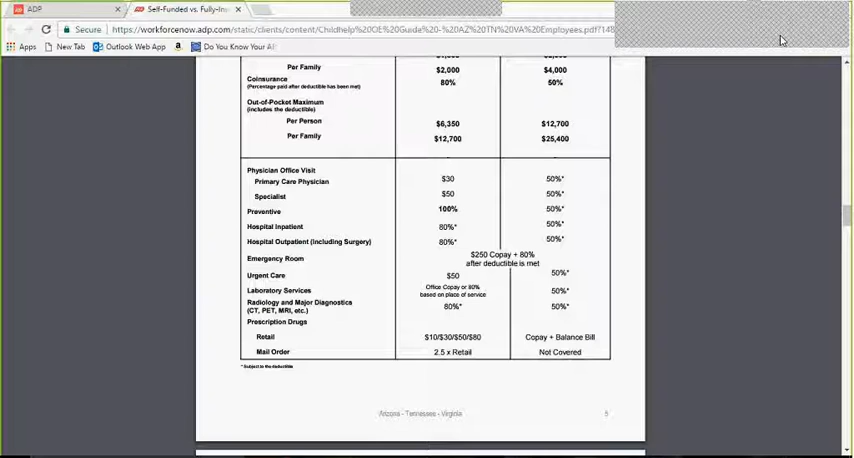 ADP
Self-Funded vs. Fully-Ins
Secure
https://workforcenow.adp.com/static/clients/content/Childhelp%20OE%20Guide%20-%20AZ%20TN%20VA%20Employees.pdf?148
Apps New Tab Outlook Web App Do You Know Your AI
Per Family $2,000 $4,000
Coinsurance 80% 50%
(Percentage paid after deductible has been met)
Out-of-Pocket Maximum
(includes the deductible)
Per Person $6,350 $12,700
Per Family $12,700 $25,400
Physician Office Visit
Primary Care Physician $30 50%*
Specialist $50 50%*
Preventive 100% 50%*
Hospital Inpatient 80%* 50%*
Hospital Outpatient (Including Surgery) 80%* 50%*
Emergency Room $250 Copay + 80%
after deductible is met
Urgent Care $50 50%*
Laboratory Services Office Copay or 80%
based on place of service 50%*
Radiology and Major Diagnostics
(CT, PET, MRI, etc.) 80%* 50%*
Prescription Drugs
Retail $10/$30/$50/$80 Copay + Balance Bill
Mail Order 2.5 x Retail Not Covered
* Subject to the deductible
Arizona - Tennessee - Virginia 5